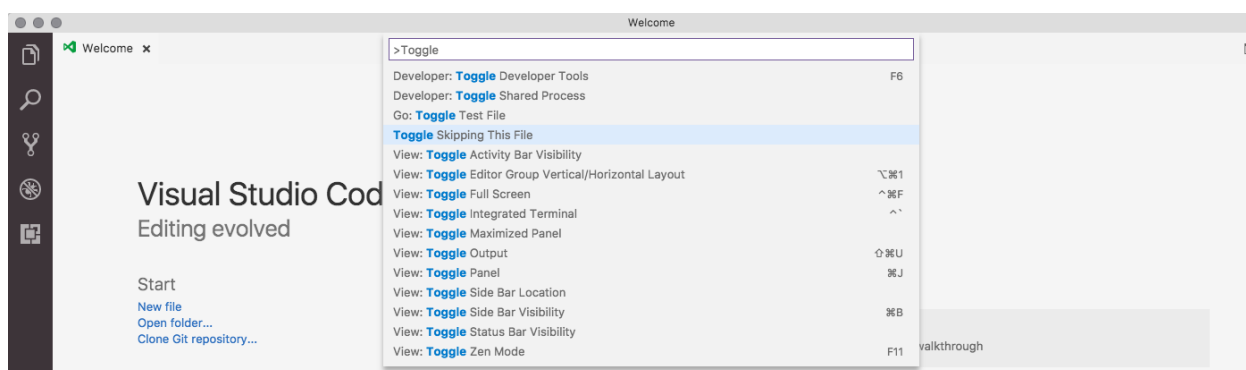 Welcome
Welcome ×
>Toggle
Developer: Toggle Developer Tools F6
Developer: Toggle Shared Process
Go: Toggle Test File
Toggle Skipping This File
View: Toggle Activity Bar Visibility
View: Toggle Editor Group Vertical/Horizontal Layout ⌥⌘1
View: Toggle Full Screen ^⌘F
View: Toggle Integrated Terminal ^`
View: Toggle Maximized Panel
View: Toggle Output ⇧⌘U
View: Toggle Panel ⌘J
View: Toggle Side Bar Location
View: Toggle Side Bar Visibility ⌘B
View: Toggle Status Bar Visibility
View: Toggle Zen Mode F11
Visual Studio Cod
Editing evolved
Start
New file
Open folder...
Clone Git repository...
walkthrough